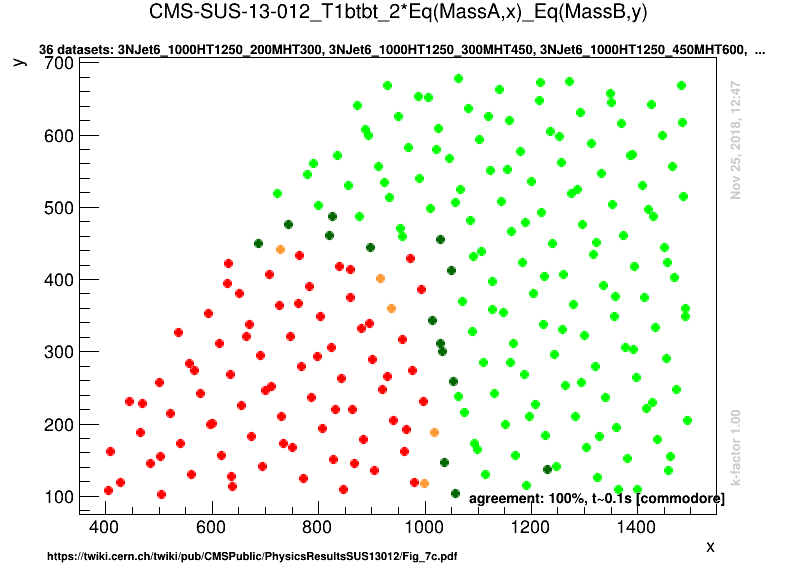 CMS-SUS-13-012_T1btbt_2*Eq(MassA,x)_Eq(MassB,y)
36 datasets: 3NJet6_1000HT1250_200MHT300, 3NJet6_1000HT1250_300MHT450, 3NJet6_1000HT1250_450MHT600, ...
y
700
600
500
400
300
200
100
Nov 25, 2018, 12:47
k-factor 1.00
agreement: 100%, t~0.1s [commodore]
400 600 800 1000 1200 1400
x
https://twiki.cern.ch/twiki/pub/CMSPublic/PhysicsResultsSUS13012/Fig_7c.pdf